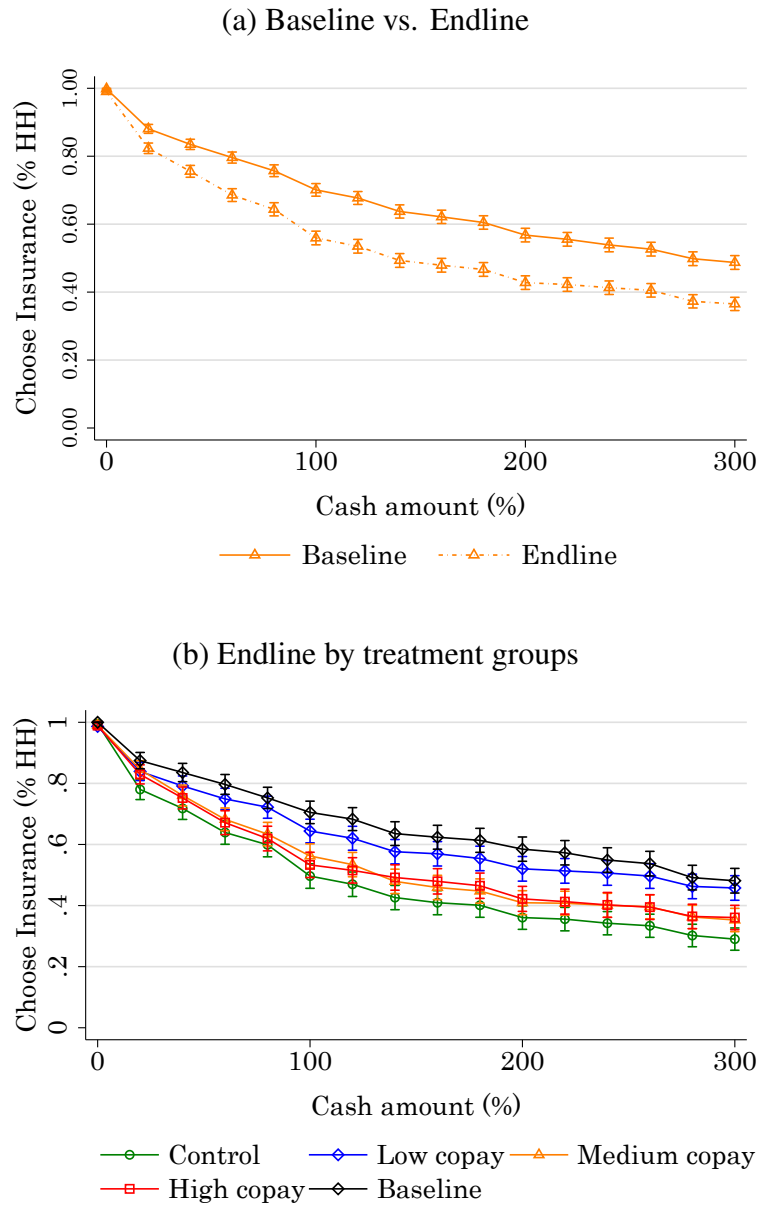 (a) Baseline vs. Endline
Choose Insurance (% HH)
1.00
0.80
0.60
0.40
0.20
0.00
0 100 200 300
Cash amount (%)
Baseline Endline
(b) Endline by treatment groups
Choose Insurance (% HH)
1
.8
.6
.4
.2
0
0 100 200 300
Cash amount (%)
Control Low copay Medium copay
High copay Baseline